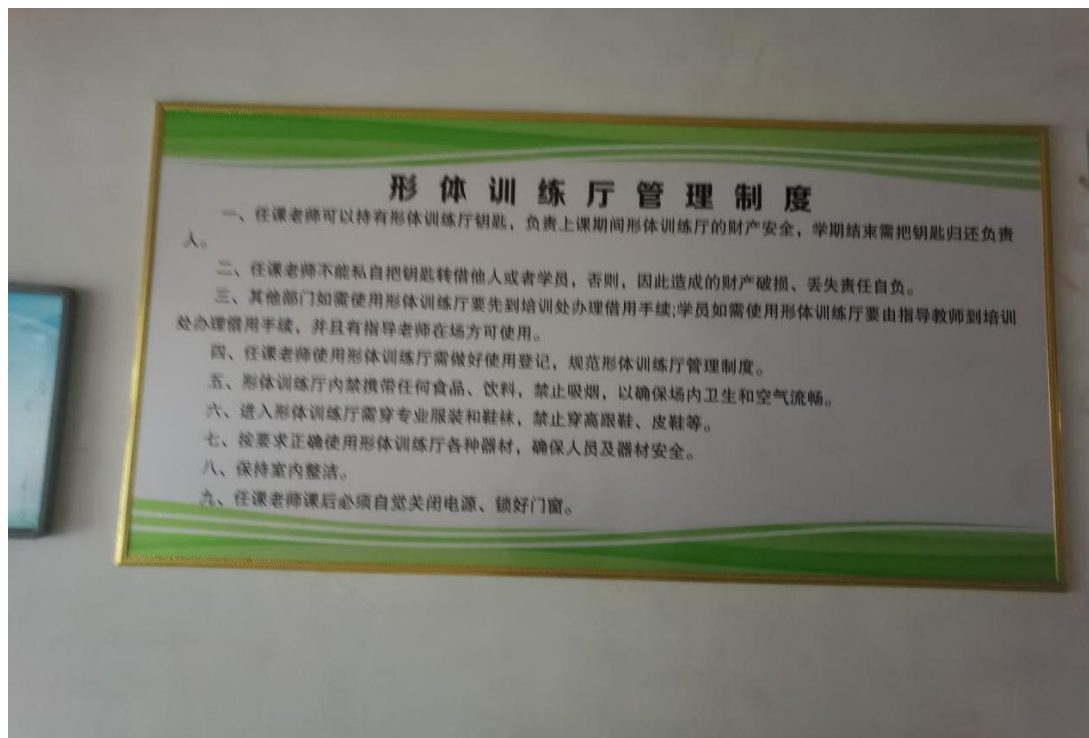 形体训练厅管理制度
一、任课老师可以持有形体训练厅钥匙，负责上课期间形体训练厅的财产安全，学期结束需把钥匙归还负责
人。
二、任课老师不能私自把钥匙转借他人或者学员，否则，因此造成的财产破损、丢失责任自负。
三、其他部门如需使用形体训练厅要先到培训处办理借用手续;学员如需使用形体训练厅要由指导教师到培训
处办理借用手续，并且有指导老师在场方可使用。
四、任课老师使用形体训练厅需做好使用登记，规范形体训练厅管理制度。
五、形体训练厅内禁携带任何食品、饮料，禁止吸烟，以确保场内卫生和空气流畅。
六、进入形体训练厅需穿专业服装和鞋袜，禁止穿高跟鞋、皮鞋等。
七、按要求正确使用形体训练厅各种器材，确保人员及器材安全。
八、保持室内整洁。
九、任课老师课后必须自觉关闭电源、锁好门窗。